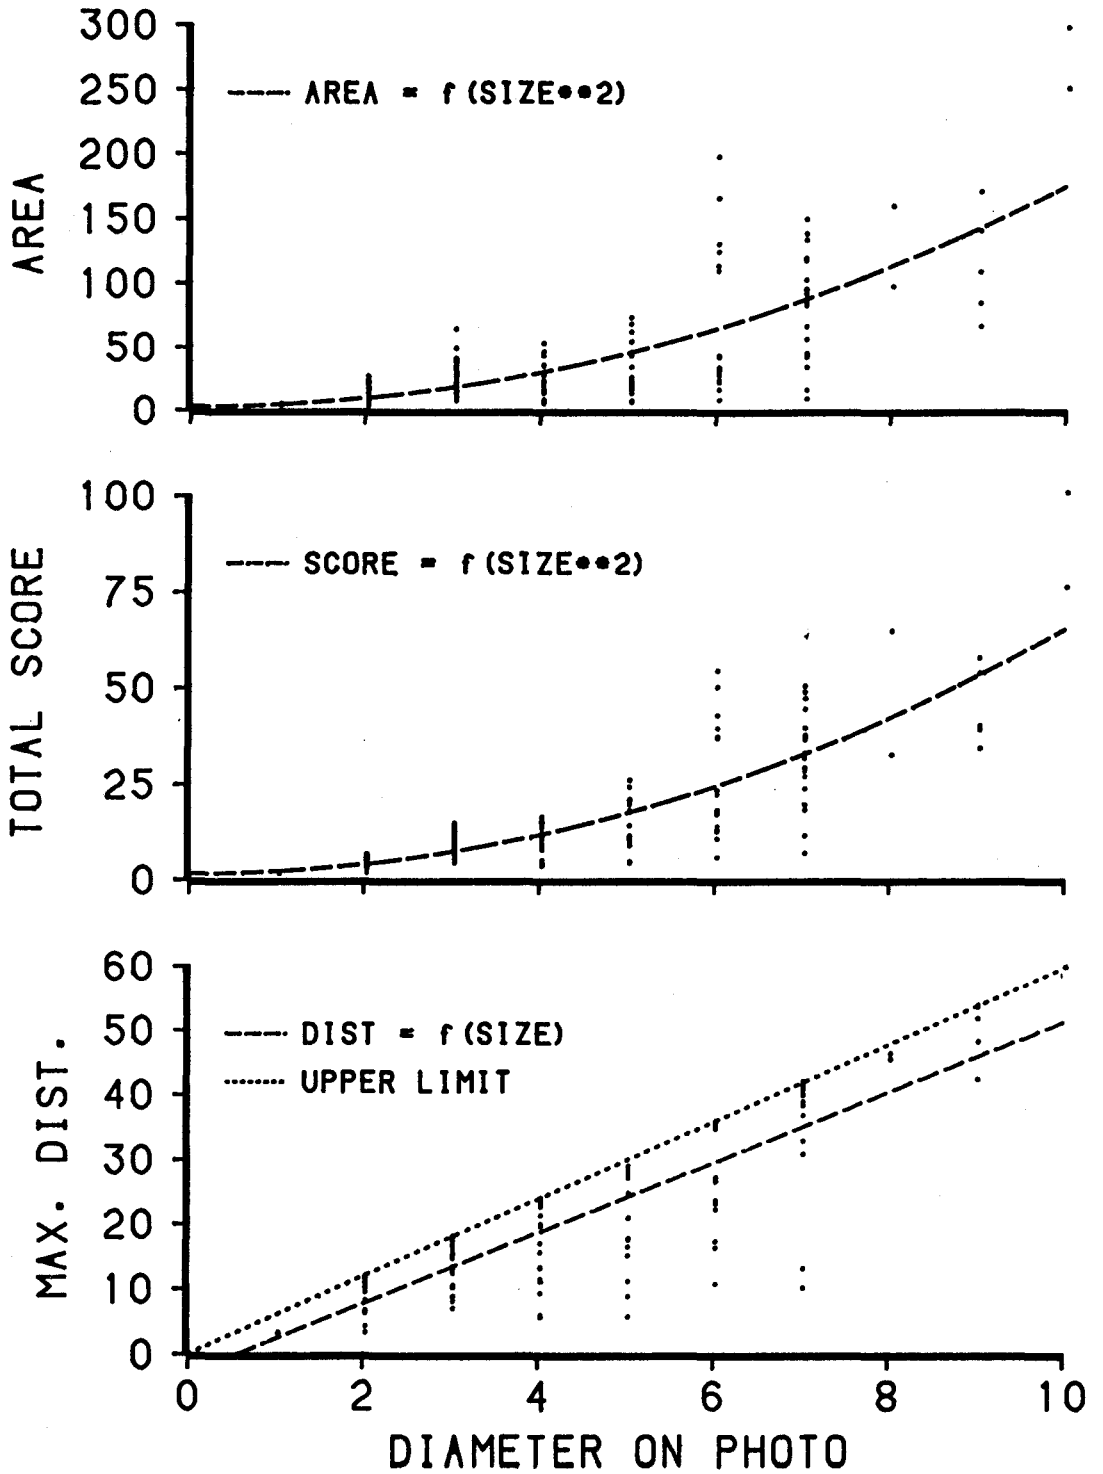 300
250
200
150
100
50
0
AREA
AREA = f(SIZE**2)
100
75
50
25
0
TOTAL SCORE
SCORE = f(SIZE**2)
60
50
40
30
20
10
0
MAX. DIST.
DIST = f(SIZE)
UPPER LIMIT
0 2 4 6 8 10
DIAMETER ON PHOTO